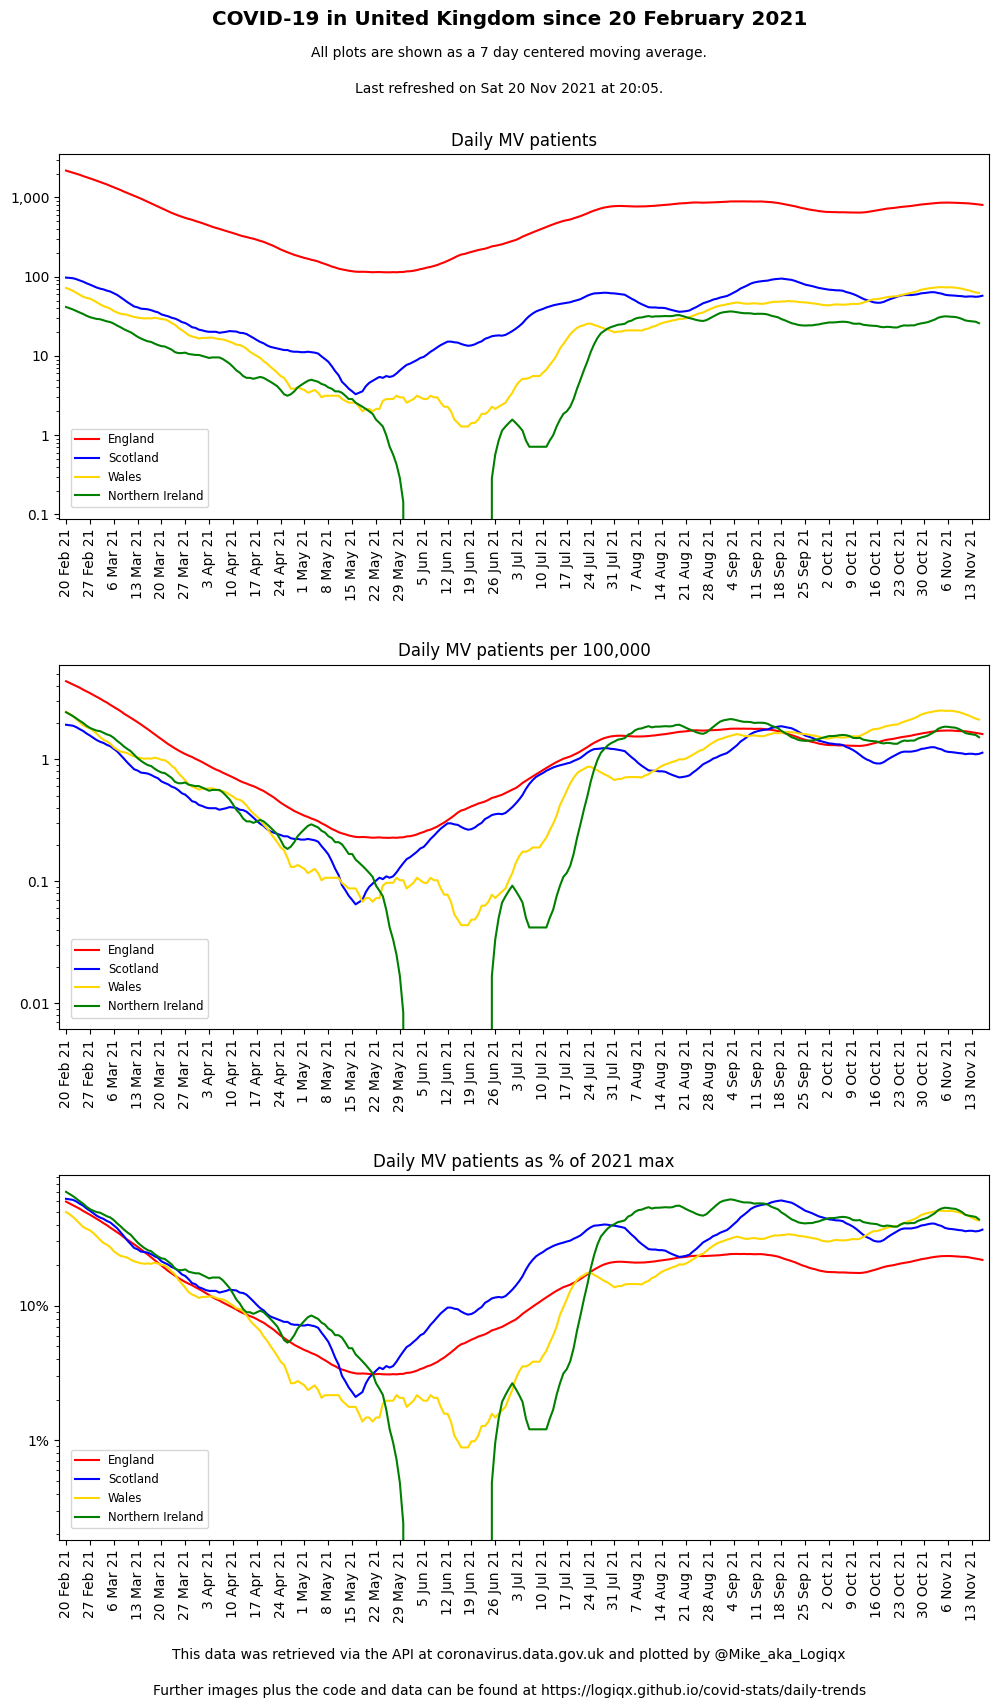 COVID-19 in United Kingdom since 20 February 2021
All plots are shown as a 7 day centered moving average.
Last refreshed on Sat 20 Nov 2021 at 20:05.
Daily MV patients
1,000
100
10
1
0.1
England
Scotland
Wales
Northern Ireland
20 Feb 21
27 Feb 21
6 Mar 21
13 Mar 21
20 Mar 21
27 Mar 21
3 Apr 21
10 Apr 21
17 Apr 21
24 Apr 21
1 May 21
8 May 21
15 May 21
22 May 21
29 May 21
5 Jun 21
12 Jun 21
19 Jun 21
26 Jun 21
3 Jul 21
10 Jul 21
17 Jul 21
24 Jul 21
31 Jul 21
7 Aug 21
14 Aug 21
21 Aug 21
28 Aug 21
4 Sep 21
11 Sep 21
18 Sep 21
25 Sep 21
2 Oct 21
9 Oct 21
16 Oct 21
23 Oct 21
30 Oct 21
6 Nov 21
13 Nov 21
Daily MV patients per 100,000
1
0.1
0.01
England
Scotland
Wales
Northern Ireland
20 Feb 21
27 Feb 21
6 Mar 21
13 Mar 21
20 Mar 21
27 Mar 21
3 Apr 21
10 Apr 21
17 Apr 21
24 Apr 21
1 May 21
8 May 21
15 May 21
22 May 21
29 May 21
5 Jun 21
12 Jun 21
19 Jun 21
26 Jun 21
3 Jul 21
10 Jul 21
17 Jul 21
24 Jul 21
31 Jul 21
7 Aug 21
14 Aug 21
21 Aug 21
28 Aug 21
4 Sep 21
11 Sep 21
18 Sep 21
25 Sep 21
2 Oct 21
9 Oct 21
16 Oct 21
23 Oct 21
30 Oct 21
6 Nov 21
13 Nov 21
Daily MV patients as % of 2021 max
10%
1%
England
Scotland
Wales
Northern Ireland
20 Feb 21
27 Feb 21
6 Mar 21
13 Mar 21
20 Mar 21
27 Mar 21
3 Apr 21
10 Apr 21
17 Apr 21
24 Apr 21
1 May 21
8 May 21
15 May 21
22 May 21
29 May 21
5 Jun 21
12 Jun 21
19 Jun 21
26 Jun 21
3 Jul 21
10 Jul 21
17 Jul 21
24 Jul 21
31 Jul 21
7 Aug 21
14 Aug 21
21 Aug 21
28 Aug 21
4 Sep 21
11 Sep 21
18 Sep 21
25 Sep 21
2 Oct 21
9 Oct 21
16 Oct 21
23 Oct 21
30 Oct 21
6 Nov 21
13 Nov 21
This data was retrieved via the API at coronavirus.data.gov.uk and plotted by @Mike_aka_Logiqx
Further images plus the code and data can be found at https://logiqx.github.io/covid-stats/daily-trends